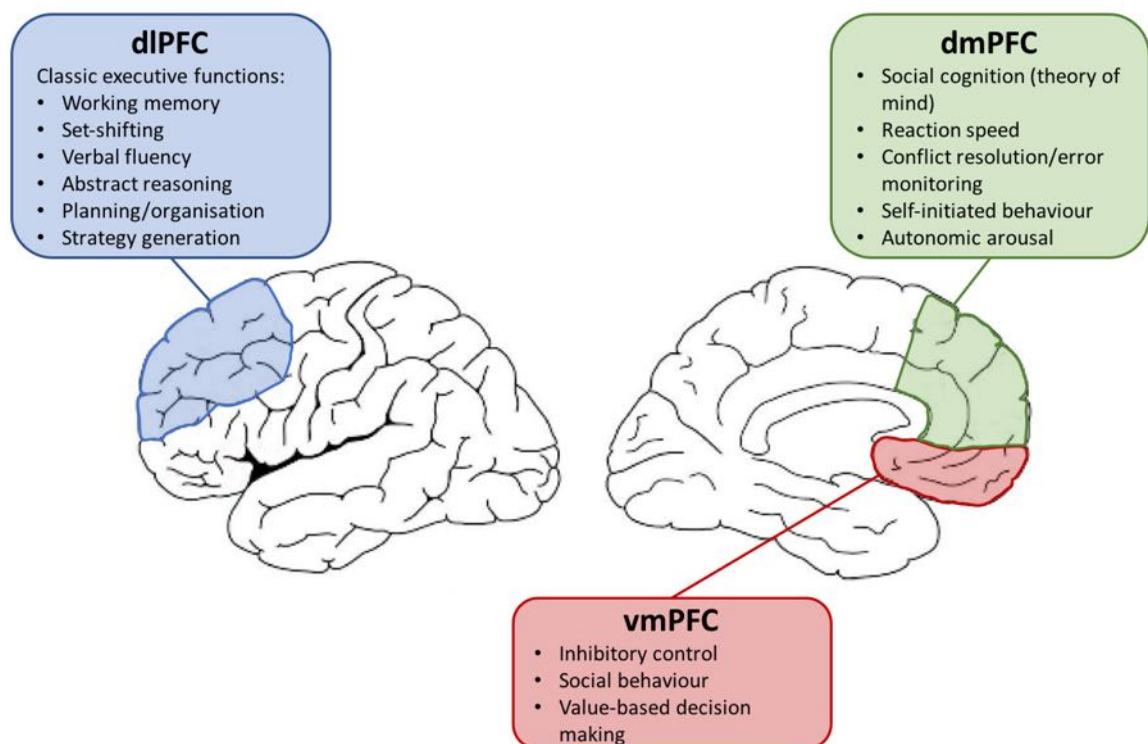 dlPFC
Classic executive functions:
• Working memory
• Set-shifting
• Verbal fluency
• Abstract reasoning
• Planning/organisation
• Strategy generation
dmPFC
• Social cognition (theory of
mind)
• Reaction speed
• Conflict resolution/error
monitoring
• Self-initiated behaviour
• Autonomic arousal
vmPFC
• Inhibitory control
• Social behaviour
• Value-based decision
making